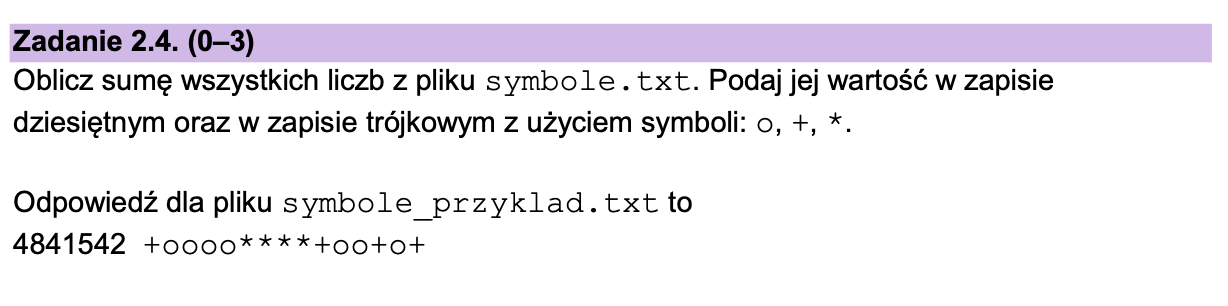 Zadanie 2.4. (0–3)
Oblicz sumę wszystkich liczb z pliku symbole.txt. Podaj jej wartość w zapisie
dziesiętnym oraz w zapisie trójkowym z użyciem symboli: o, +, *.
Odpowiedź dla pliku symbole_przyklad.txt to
4841542 +oooo****+oo+o+